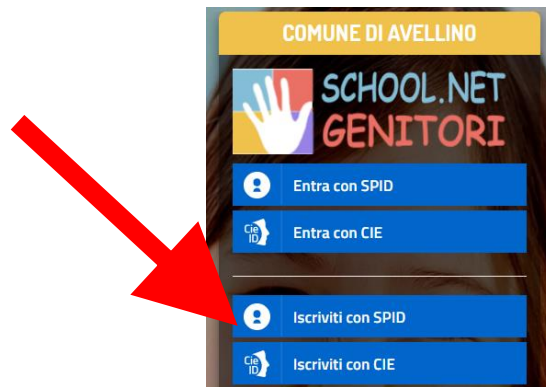 COMUNE DI AVELLINO
SCHOOL.NET
GENITORI
Entra con SPID
Cie
ID
Entra con CIE
Iscriviti con SPID
Cie
ID
Iscriviti con CIE